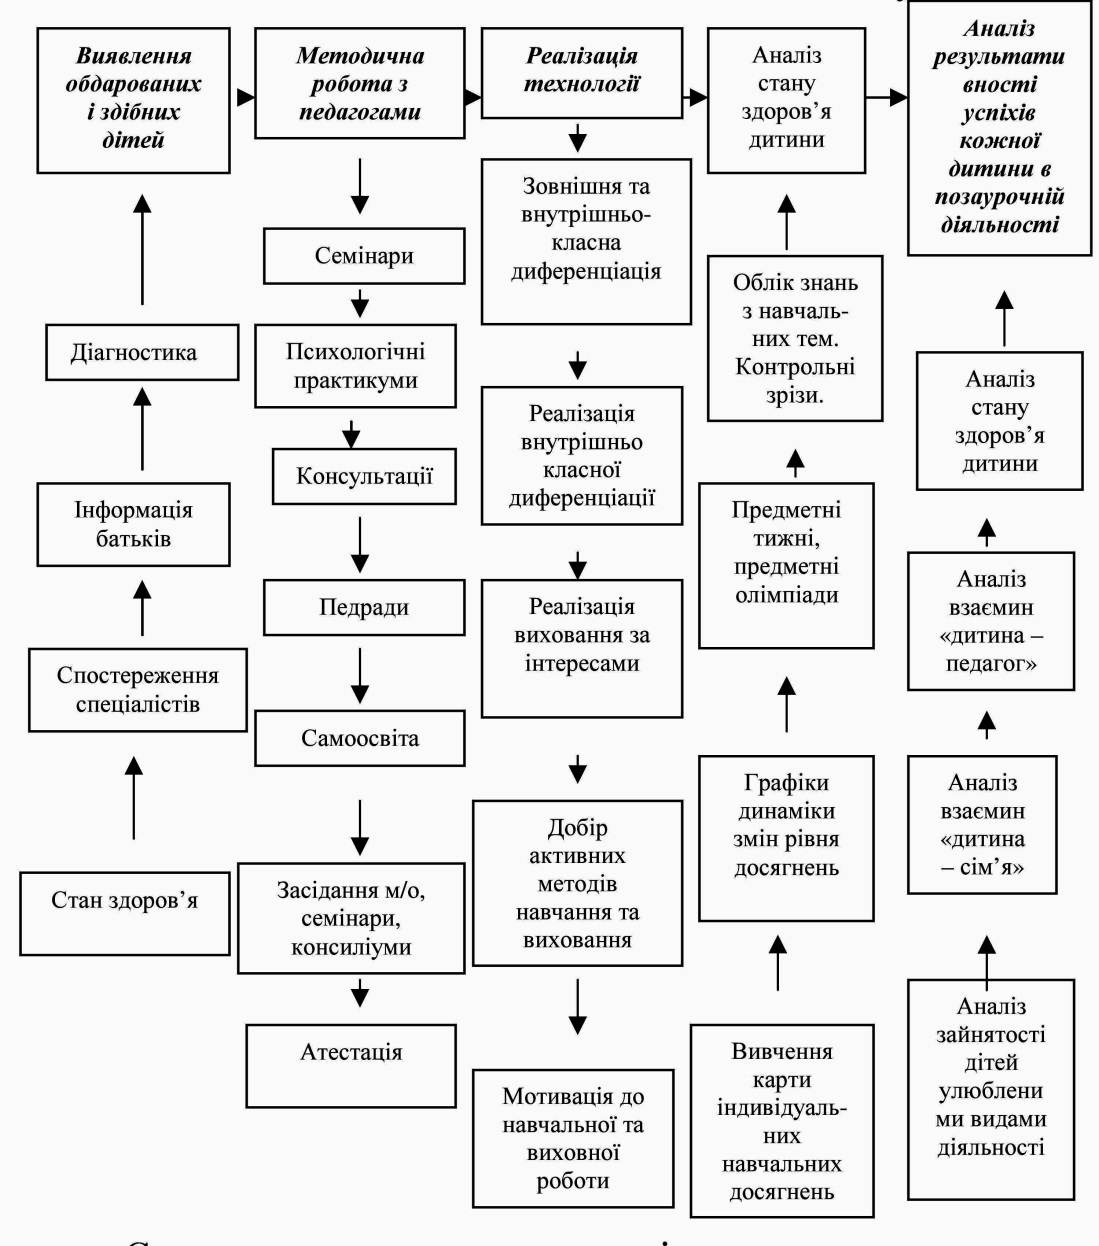 Виявлення
обдарованих
і здібних
дітей
Методична
робота з
педагогами
Реалізація
технології
Аналіз
стану
здоров’я
дитини
Аналіз
результати
вності
успіхів
кожної
дитини в
позаурочній
діяльності
Діагностика
Інформація
батьків
Спостереження
спеціалістів
Стан здоров’я
Семінари
Психологічні
практикуми
Консультації
Педради
Самоосвіта
Засідання м/о,
семінари,
консиліуми
Атестація
Зовнішня та
внутрішньо-
класна
диференціація
Реалізація
внутрішньо
класної
диференціації
Реалізація
виховання за
інтересами
Добір
активних
методів
навчання та
виховання
Мотивація до
навчальної та
виховної
роботи
Облік знань
з навчаль-
них тем.
Контрольні
зрізи.
Предметні
тижні,
предметні
олімпіади
Графіки
динаміки
змін рівня
досягнень
Вивчення
карти
індивідуаль-
них
навчальних
досягнень
Аналіз
стану
здоров’я
дитини
Аналіз
взаємин
«дитина –
педагог»
Аналіз
взаємин
«дитина
– сім’я»
Аналіз
зайнятості
дітей
улюблени
ми видами
діяльності